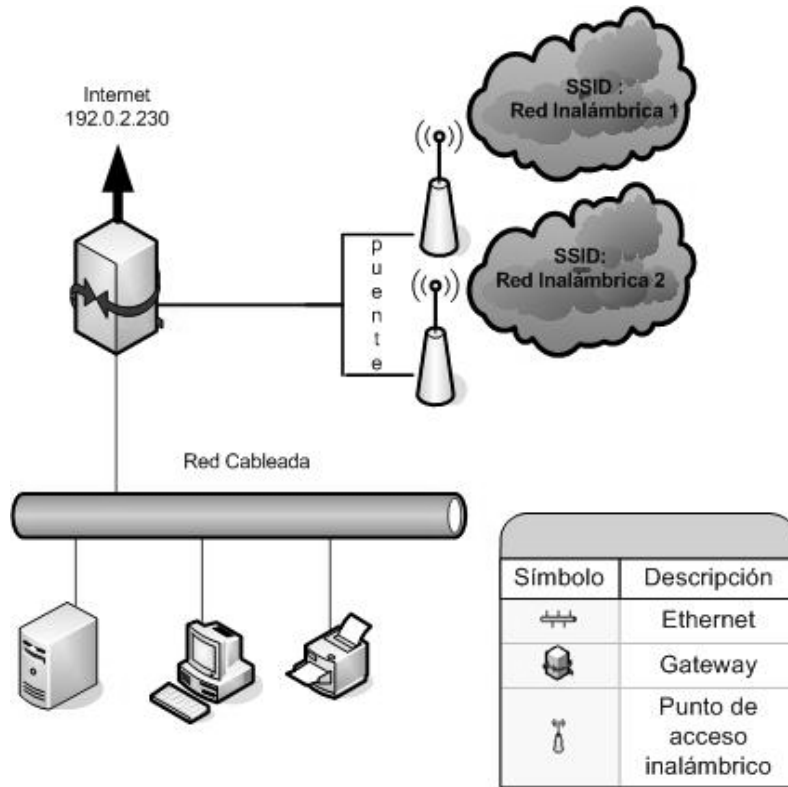 Internet
192.0.2.230
SSID :
Red Inalámbrica 1
SSID:
Red Inalámbrica 2
puente
Red Cableada
Símbolo Descripción
Ethernet
Gateway
Punto de
acceso
inalámbrico